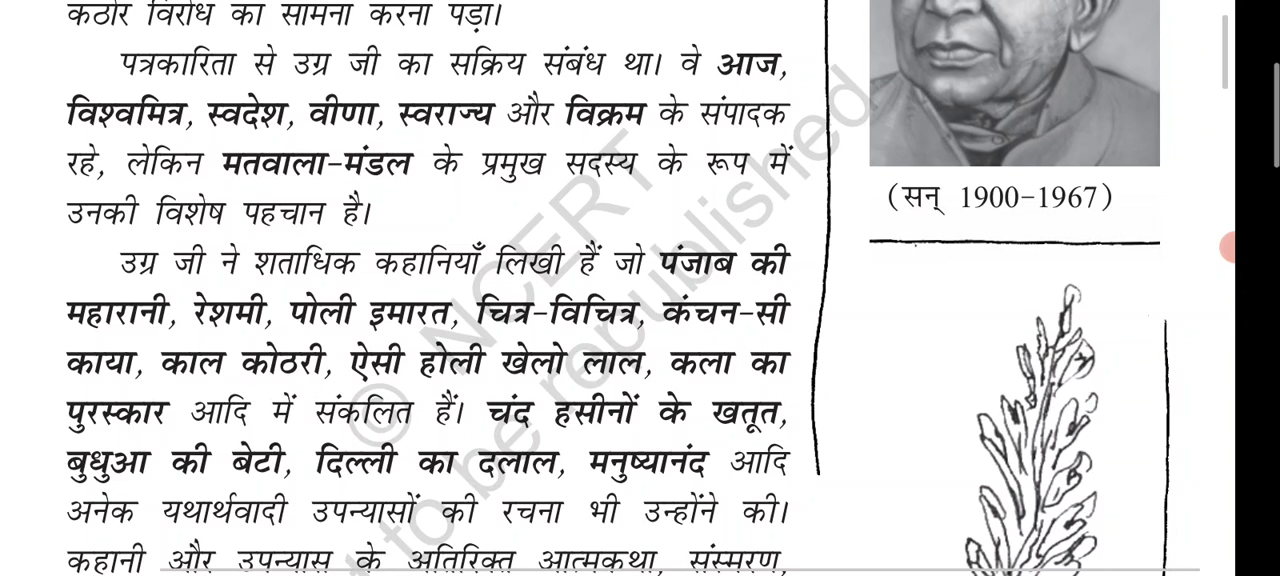 कठोर विरोध का सामना करना पड़ा।
पत्रकारिता से उग्र जी का सक्रिय संबंध था। वे आज,
विश्वमित्र, स्वदेश, वीणा, स्वराज्य और विक्रम के संपादक
रहे, लेकिन मतवाला-मंडल के प्रमुख सदस्य के रूप में
उनकी विशेष पहचान है।
उग्र जी ने शताधिक कहानियाँ लिखी हैं जो पंजाब की
महारानी, रेशमी, पोली इमारत, चित्र-विचित्र, कंचन-सी
काया, काल कोठरी, ऐसी होली खेलो लाल, कला का
पुरस्कार आदि में संकलित हैं। चंद हसीनों के खतूत,
बुधुआ की बेटी, दिल्ली का दलाल, मनुष्यानंद आदि
अनेक यथार्थवादी उपन्यासों की रचना भी उन्होंने की।
कहानी और उपन्यास के अतिरिक्त आत्मकथा, संस्मरण,
(सन् 1900-1967)
© NCERT
t to be republished